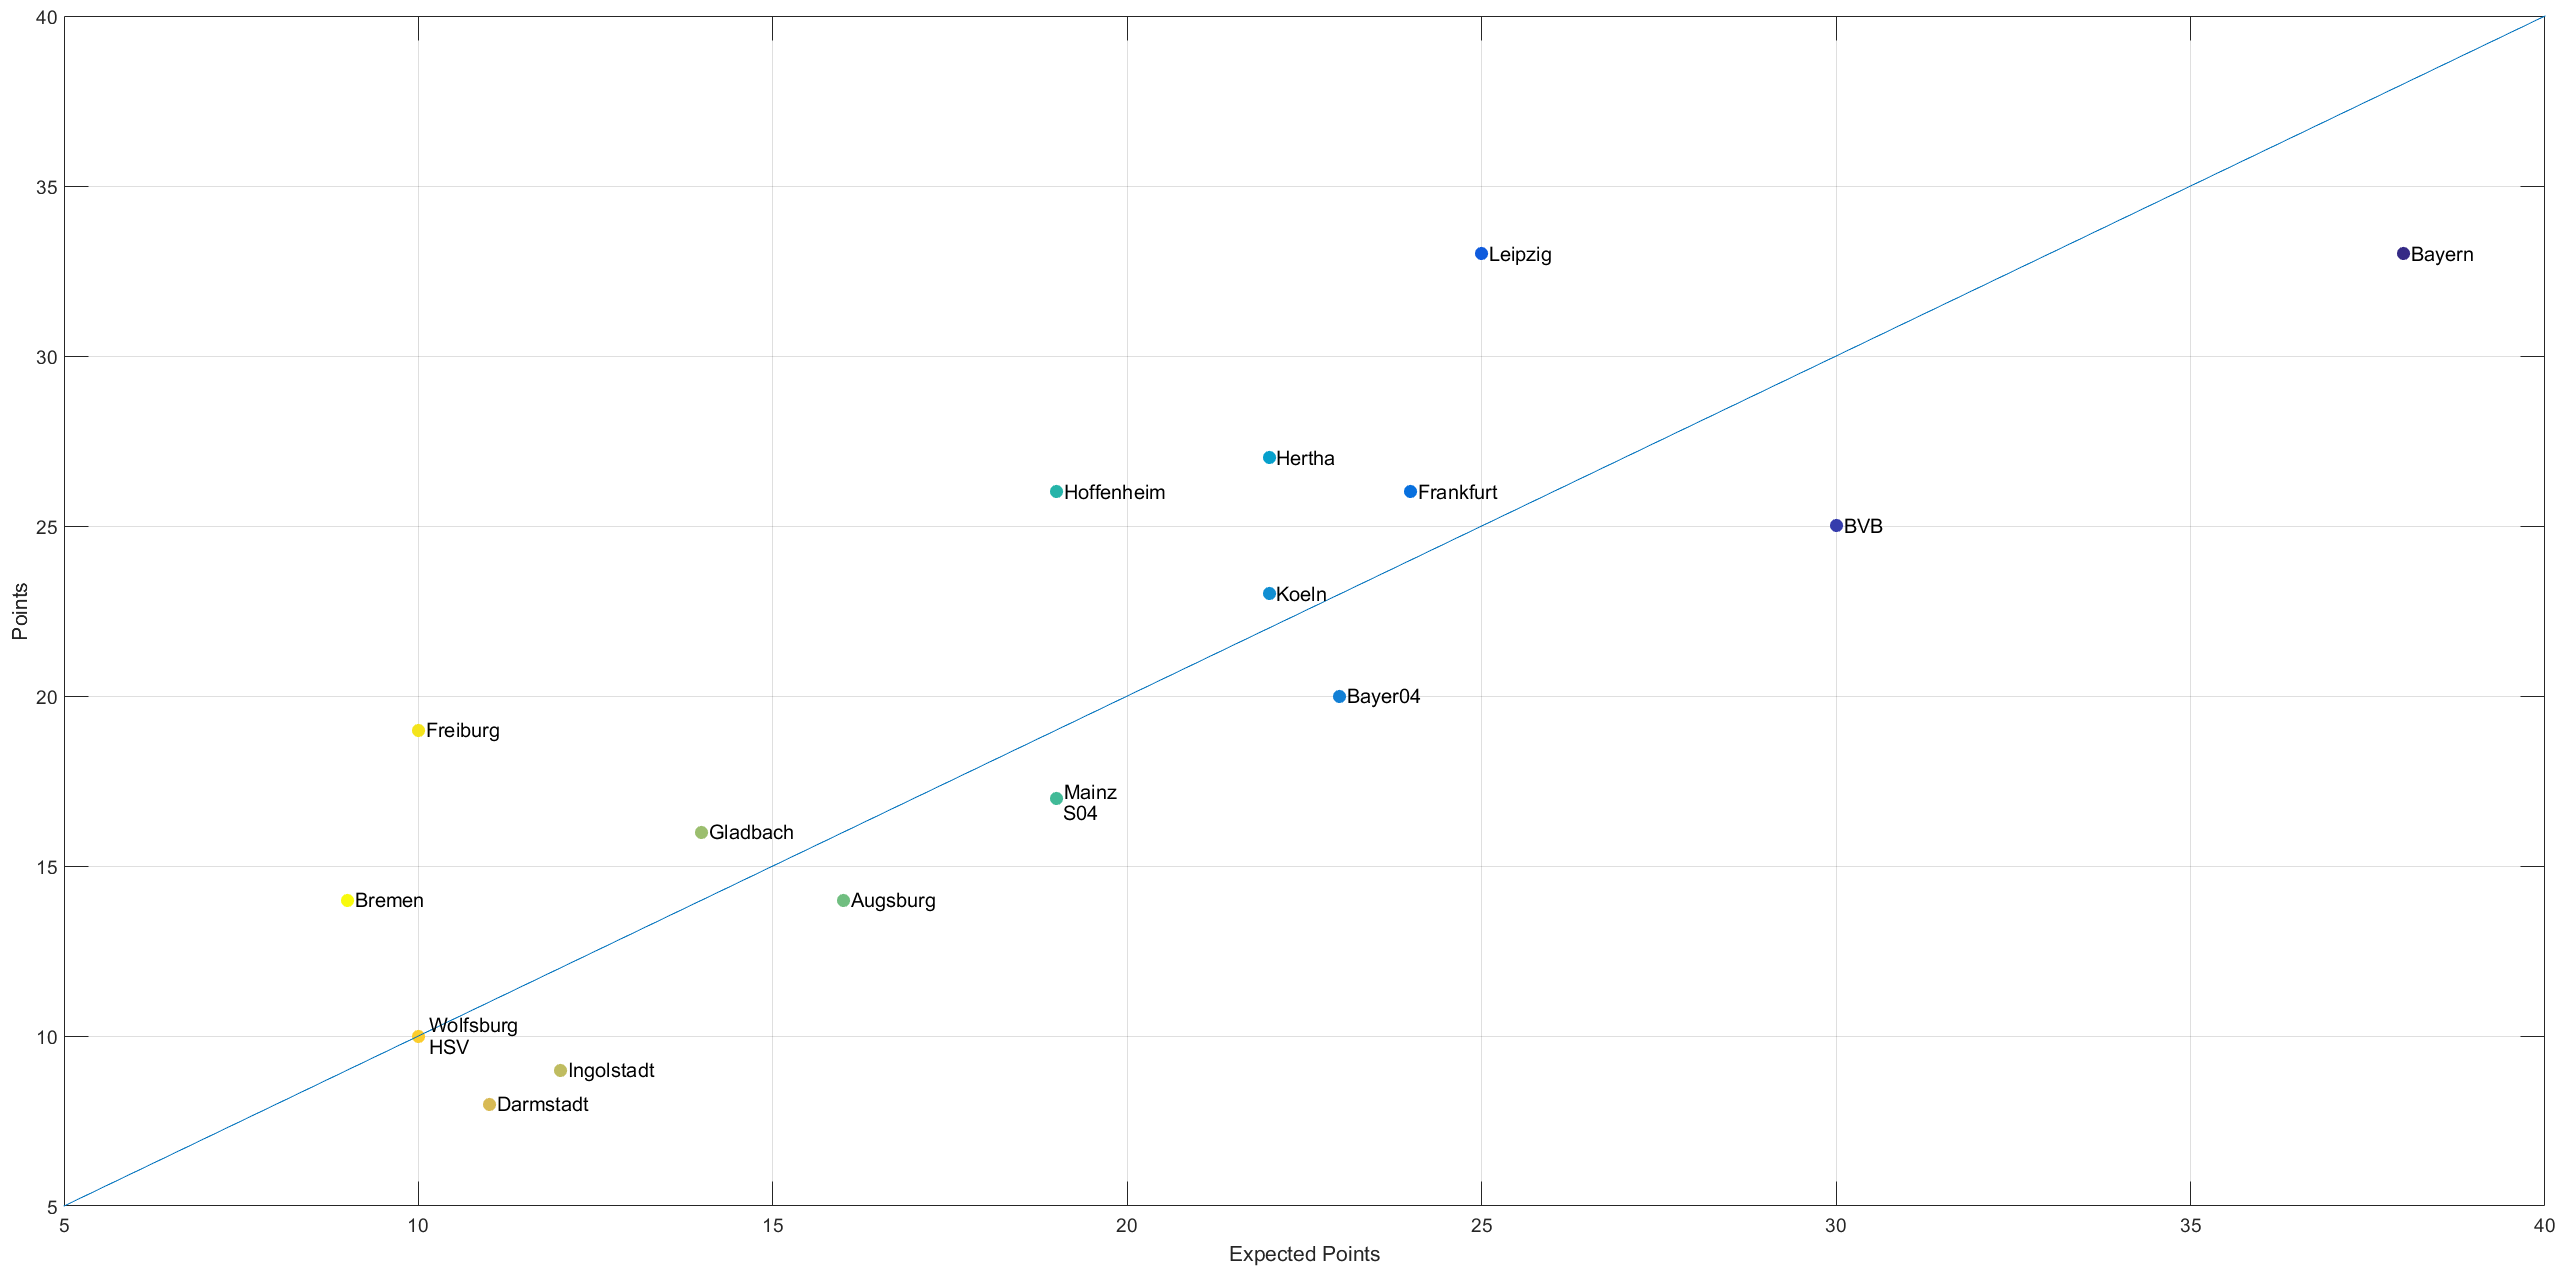 40
35
30
25
20
15
10
5
Points
Leipzig
Bayern
Hertha
Hoffenheim
Frankfurt
BVB
Koeln
Bayer04
Freiburg
Mainz
S04
Gladbach
Bremen
Augsburg
Wolfsburg
HSV
Ingolstadt
Darmstadt
5 10 15 20 25 30 35 40
Expected Points